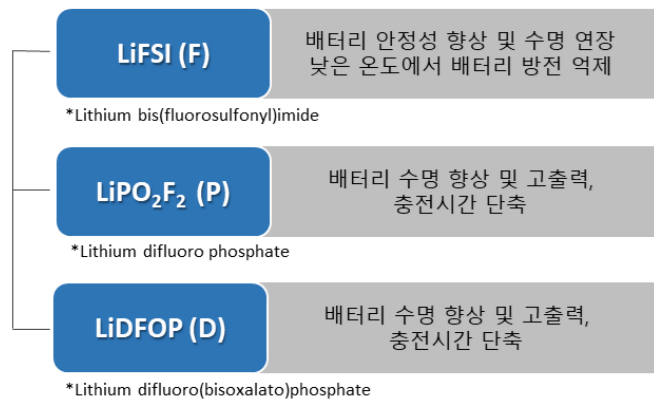 LiFSI (F)
배터리 안정성 향상 및 수명 연장
낮은 온도에서 배터리 방전 억제
*Lithium bis(fluorosulfonyl)imide
LiPO₂F₂ (P)
배터리 수명 향상 및 고출력,
충전시간 단축
*Lithium difluoro phosphate
LiDFOP (D)
배터리 수명 향상 및 고출력,
충전시간 단축
*Lithium difluoro(bisoxalato)phosphate